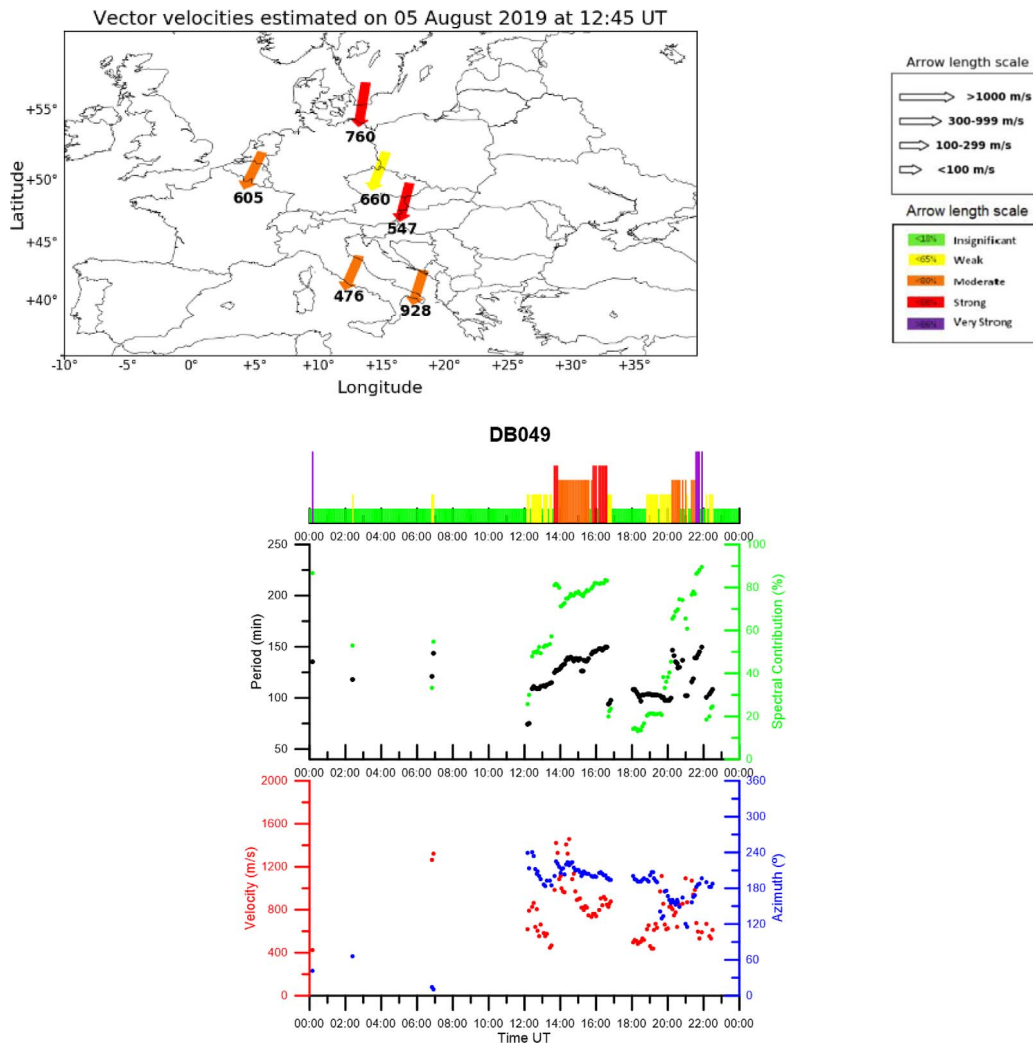 Vector velocities estimated on 05 August 2019 at 12:45 UT
Latitude
+55°
+50°
+45°
+40°
760
605
660
547
476
928
-10° -5° 0° +5° +10° +15° +20° +25° +30° +35°
Longitude
Arrow length scale
>1000 m/s
300-999 m/s
100-299 m/s
<100 m/s
Arrow length scale
<10% Insignificant
<65% Weak
<80% Moderate
Strong
Very Strong
DB049
00:00 02:00 04:00 06:00 08:00 10:00 12:00 14:00 16:00 18:00 20:00 22:00 00:00
Period (min)
250
200
150
100
50
100
80
60
40
20
0
Spectral Contribution (%)
00:00 02:00 04:00 06:00 08:00 10:00 12:00 14:00 16:00 18:00 20:00 22:00 00:00
Velocity (m/s)
2000
1600
1200
800
400
0
360
300
240
180
120
60
0
Azimuth (º)
00:00 02:00 04:00 06:00 08:00 10:00 12:00 14:00 16:00 18:00 20:00 22:00 00:00
Time UT